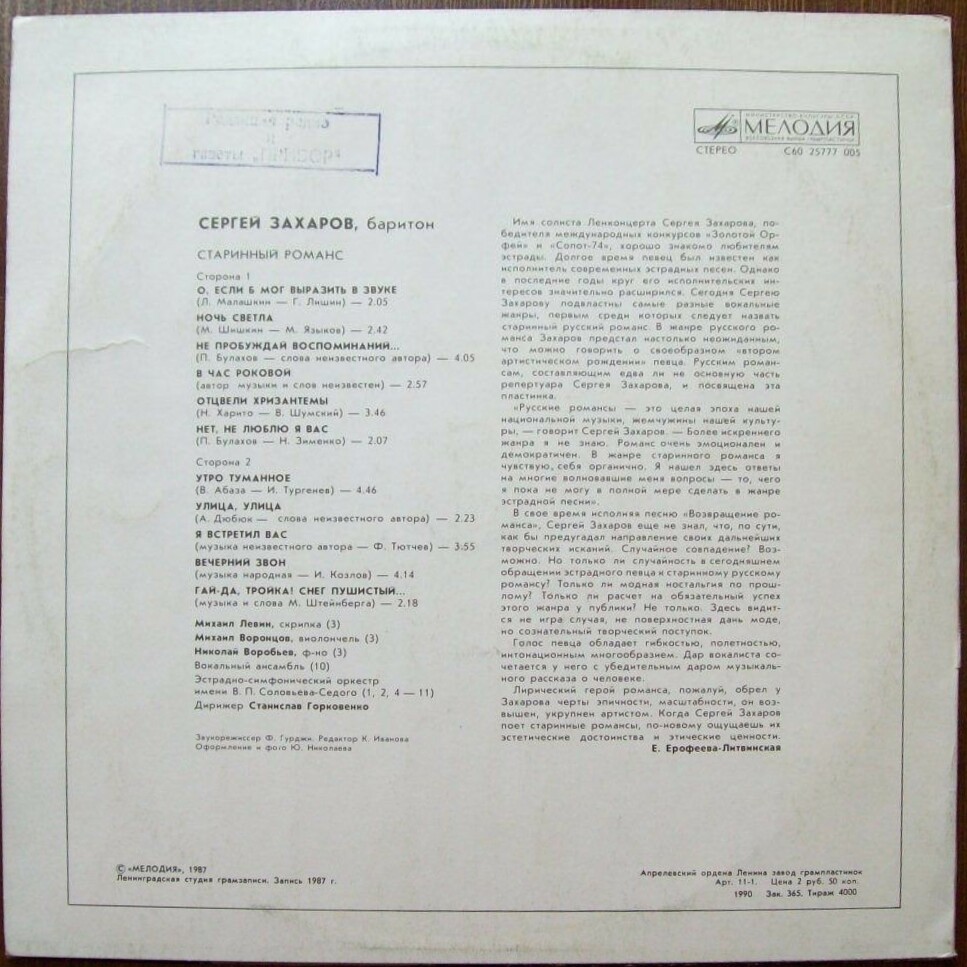 МИНИСТЕРСТВО КУЛЬТУРЫ СССР
МЕЛОДИЯ
ВСЕСОЮЗНАЯ ФИРМА ГРАМПЛАСТИНОК
СТЕРЕО С60 25777 005
газеты
СЕРГЕЙ ЗАХАРОВ, баритон
СТАРИННЫЙ РОМАНС
Сторона 1
О, ЕСЛИ Б МОГ ВЫРАЗИТЬ В ЗВУКЕ
(Л. Малашкин — Г. Лишин) — 2.05
НОЧЬ СВЕТЛА
(М. Шишкин — М. Языков) — 2.42
НЕ ПРОБУЖДАЙ ВОСПОМИНАНИЙ...
(П. Булахов — слова неизвестного автора) — 4.05
В ЧАС РОКОВОЙ
(автор музыки и слов неизвестен) — 2.57
ОТЦВЕЛИ ХРИЗАНТЕМЫ
(Н. Харито — В. Шумский) — 3.46
НЕТ, НЕ ЛЮБЛЮ Я ВАС
(П. Булахов — Н. Зименко) — 2.07
Сторона 2
УТРО ТУМАННОЕ
(В. Абаза — И. Тургенев) — 4.46
УЛИЦА, УЛИЦА
(А. Дюбюк — слова неизвестного автора) — 2.23
Я ВСТРЕТИЛ ВАС
(музыка неизвестного автора — Ф. Тютчев) — 3.55
ВЕЧЕРНИЙ ЗВОН
(музыка народная — И. Козлов) — 4.14
ГАЙ-ДА, ТРОЙКА! СНЕГ ПУШИСТЫЙ...
(музыка и слова М. Штейнберга) — 2.18
Михаил Левин, скрипка (3)
Михаил Воронцов, виолончель (3)
Николай Воробьев, ф-но (3)
Вокальный ансамбль (10)
Эстрадно-симфонический оркестр
имени В. П. Соловьева-Седого (1, 2, 4 — 11)
Дирижер Станислав Горковенко
Звукорежиссер Ф. Гурджи. Редактор К. Иванова
Оформление и фото Ю. Николаева
Имя солиста Ленконцерта Сергея Захарова, по-
бедителя международных конкурсов «Золотой Ор-
фей» и «Сопот-74», хорошо знакомо любителям
эстрады. Долгое время певец был известен как
исполнитель современных эстрадных песен. Однако
в последние годы круг его исполнительских ин-
тересов значительно расширился. Сегодня Сергею
Захарову подвластны самые разные вокальные
жанры, первым среди которых следует назвать
старинный русский романс. В жанре русского ро-
манса Захаров предстал настолько неожиданным,
что можно говорить о своеобразном «втором
артистическом рождении» певца. Русским роман-
сам, составляющим едва ли не основную часть
репертуара Сергея Захарова, и посвящена эта
пластинка.
«Русские романсы — это целая эпоха нашей
национальной музыки, жемчужины нашей культу-
ры, — говорит Сергей Захаров. — Более искреннего
жанра я не знаю. Романс очень эмоционален и
демократичен. В жанре старинного романса я
чувствую себя органично. Я нашел здесь ответы
на многие волновавшие меня вопросы — то, чего
я пока не могу в полной мере сделать в жанре
эстрадной песни».
В свое время исполняя песню «Возвращение ро-
манса», Сергей Захаров еще не знал, что, по сути,
как бы предугадал направление своих дальнейших
творческих исканий. Случайное совпадение? Воз-
можно. Но только ли случайность в сегодняшнем
обращении эстрадного певца к старинному русскому
романсу? Только ли модная ностальгия по прош-
лому? Только ли расчет на обязательный успех
этого жанра у публики? Не только. Здесь видит-
ся не игра случая, не поверхностная дань моде,
но сознательный творческий поступок.
Голос певца обладает гибкостью, полетностью,
интонационным многообразием. Дар вокалиста со-
четается у него с убедительным даром музыкаль-
ного рассказа о человеке.
Лирический герой романса, пожалуй, обрел у
Захарова черты эпичности, масштабности, он воз-
вышен, укрупнен артистом. Когда Сергей Захаров
поет старинные романсы, по-новому ощущаешь их
эстетические достоинства и этические ценности.
Е. Ерофеева-Литвинская
© «МЕЛОДИЯ», 1987
Ленинградская студия грамзаписи. Запись 1987 г.
Апрелевский ордена Ленина завод грампластинок
Арт. 11-1. Цена 2 руб. 50 коп.
1990 Зак. 365. Тираж 4000